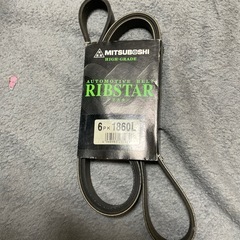 MITSUBOSHI
HIGH-GRADE
AUTOMOTIVE BELT
RIBSTAR
6PK1860L